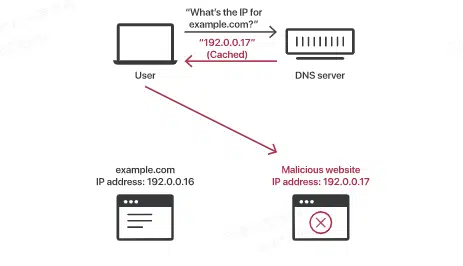 “What’s the IP for
example.com?”
“192.0.0.17”
(Cached)
User
DNS server
example.com
IP address: 192.0.0.16
Malicious website
IP address: 192.0.0.17